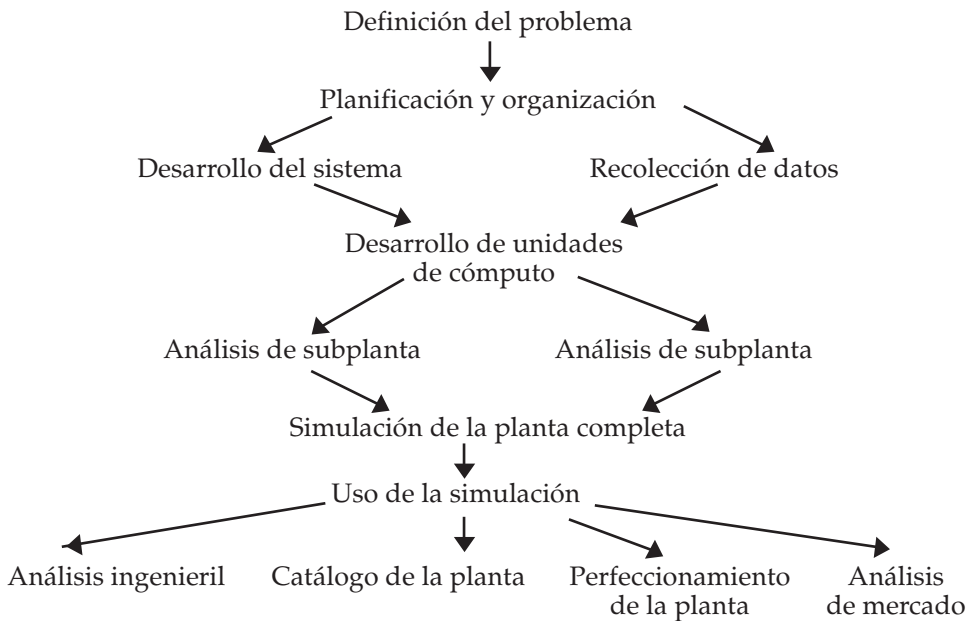 Definición del problema
Planificación y organización
Desarrollo del sistema
Recolección de datos
Desarrollo de unidades
de cómputo
Análisis de subplanta
Análisis de subplanta
Simulación de la planta completa
Uso de la simulación
Análisis ingenieril
Catálogo de la planta
Perfeccionamiento
de la planta
Análisis
de mercado